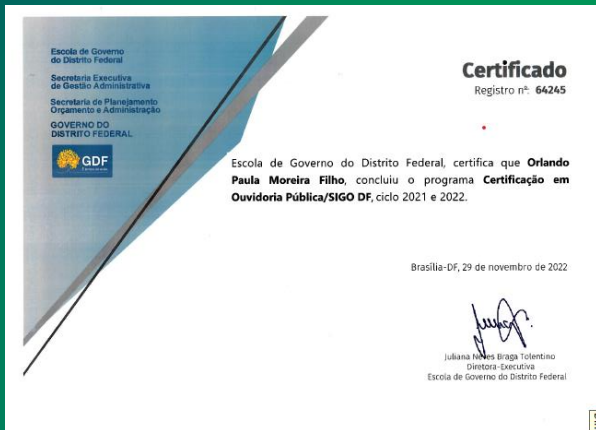 Escola de Governo
do Distrito Federal
Secretaria Executiva
de Gestão Administrativa
Secretaria de Planejamento
Orçamento e Administração
GOVERNO DO
DISTRITO FEDERAL
GDF
Certificado
Registro nº: 64245
Escola de Governo do Distrito Federal, certifica que Orlando
Paula Moreira Filho, concluiu o programa Certificação em
Ouvidoria Pública/SIGO DF, ciclo 2021 e 2022.
Brasília-DF, 29 de novembro de 2022
Juliana Neves Braga Tolentino
Diretora-Executiva
Escola de Governo do Distrito Federal